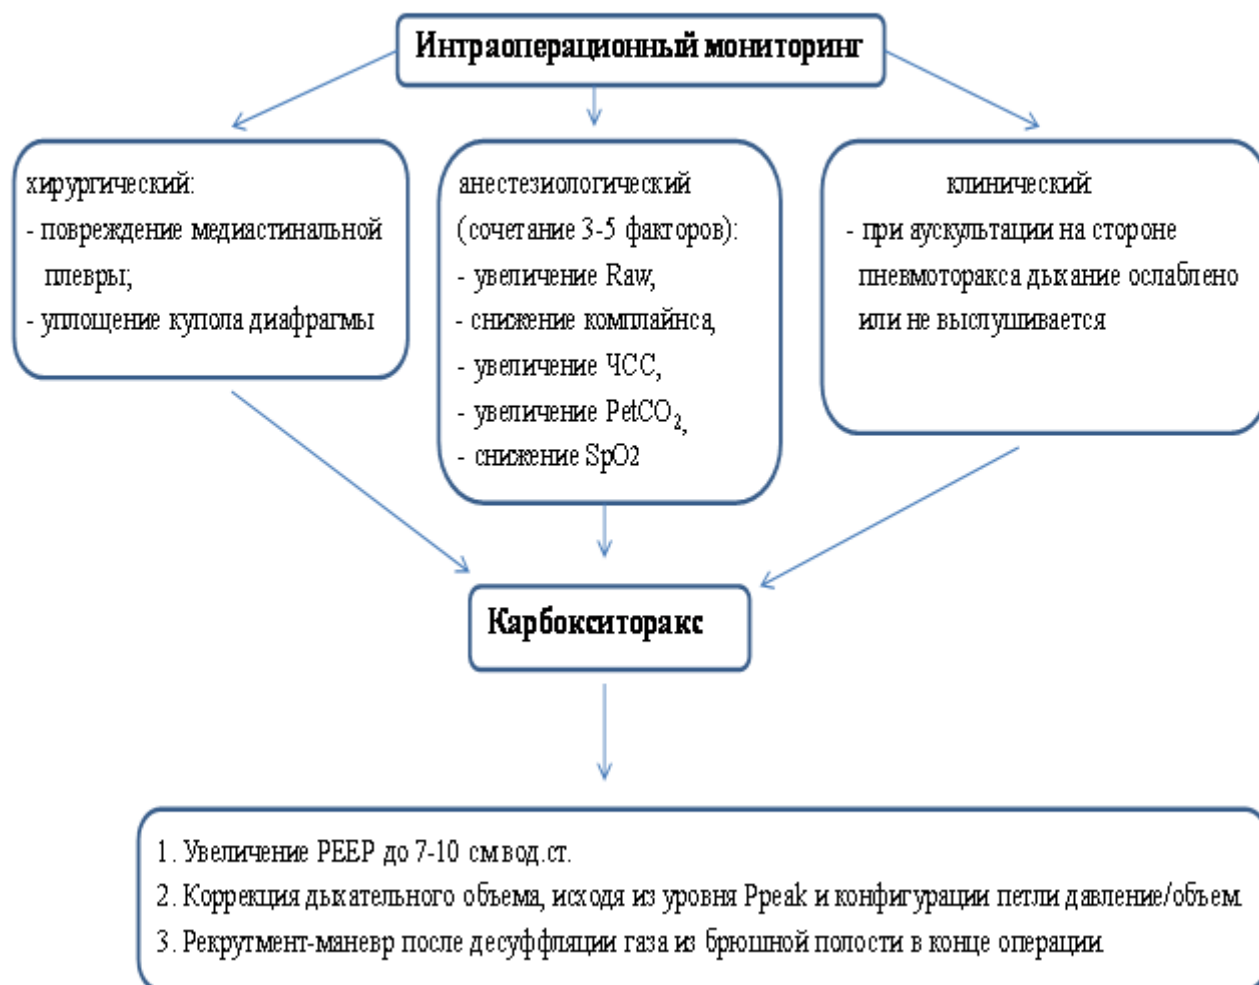 Интраоперационный мониторинг
хирургический:
- повреждение медиастинальной
плевры;
- уплощение купола диафрагмы
анестезиологический
(сочетание 3-5 факторов):
- увеличение Raw,
- снижение комплайнса,
- увеличение ЧСС,
- увеличение PetCO₂,
- снижение SpO2
клинический
- при аускультации на стороне
пневмоторакса дыхание ослаблено
или не выслушивается
Карбокситоракс
1. Увеличение PEEP до 7-10 см вод.ст.
2. Коррекция дыхательного объема, исходя из уровня Ppeak и конфигурации петли давление/объем.
3. Рекрутмент-маневр после десуффляции газа из брюшной полости в конце операции.